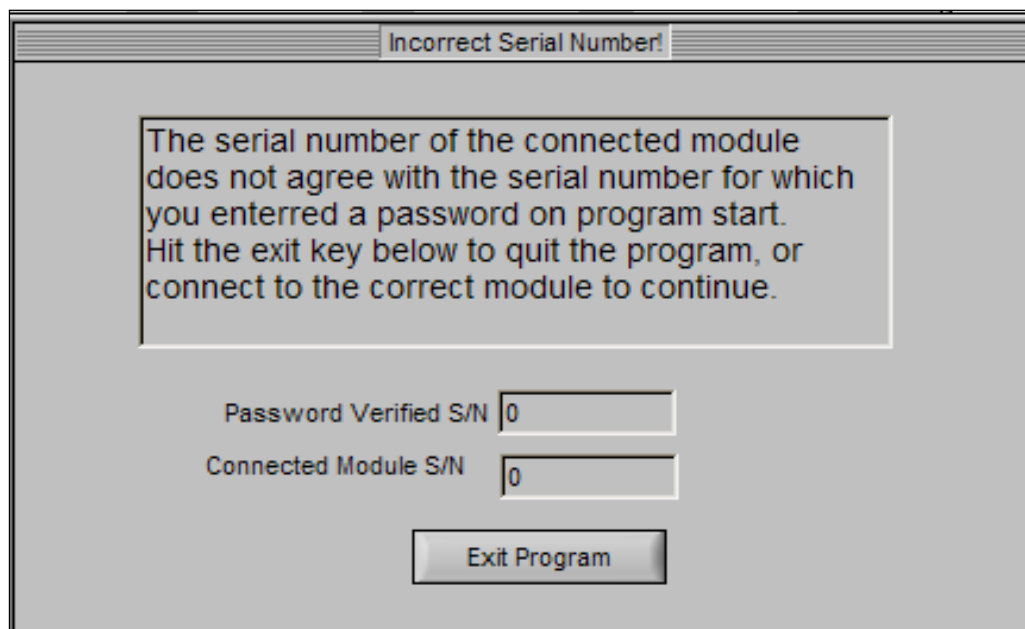 Incorrect Serial Number!
The serial number of the connected module
does not agree with the serial number for which
you enterred a password on program start.
Hit the exit key below to quit the program, or
connect to the correct module to continue.
Password Verified S/N 0
Connected Module S/N 0
Exit Program